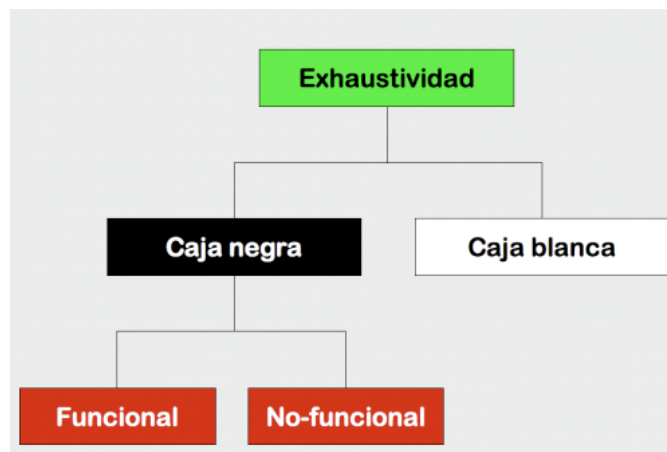 Exhaustividad
Caja negra
Caja blanca
Funcional
No-funcional